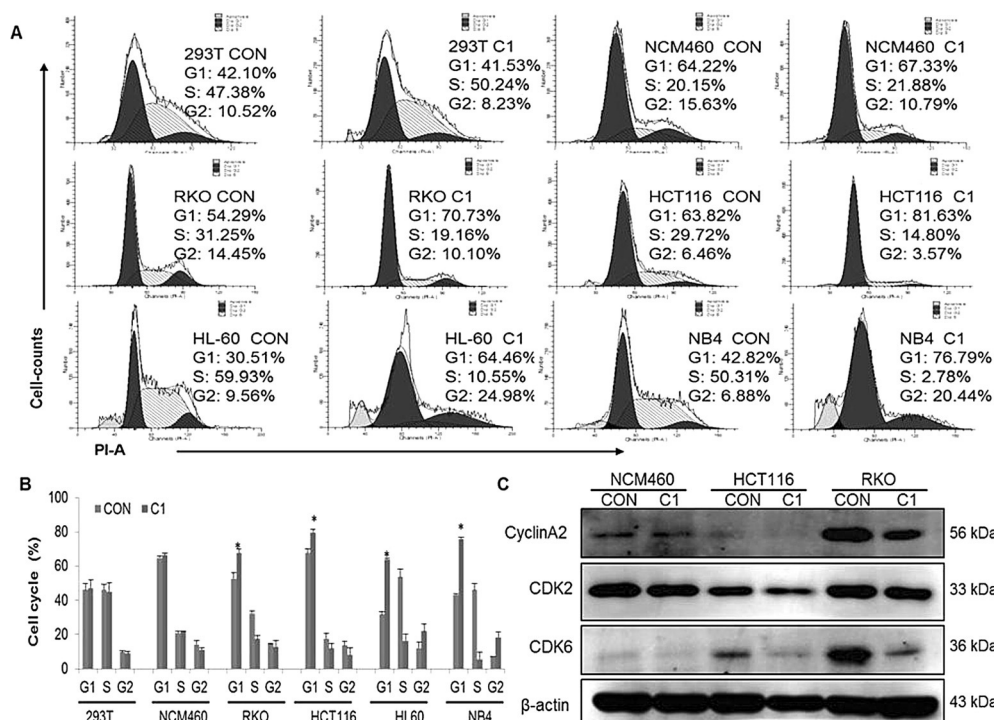 A
293T CON
G1: 42.10%
S: 47.38%
G2: 10.52%
293T C1
G1: 41.53%
S: 50.24%
G2: 8.23%
NCM460 CON
G1: 64.22%
S: 20.15%
G2: 15.63%
NCM460 C1
G1: 67.33%
S: 21.88%
G2: 10.79%
RKO CON
G1: 54.29%
S: 31.25%
G2: 14.45%
RKO C1
G1: 70.73%
S: 19.16%
G2: 10.10%
HCT116 CON
G1: 63.82%
S: 29.72%
G2: 6.46%
HCT116 C1
G1: 81.63%
S: 14.80%
G2: 3.57%
HL-60 CON
G1: 30.51%
S: 59.93%
G2: 9.56%
HL-60 C1
G1: 64.46%
S: 10.55%
G2: 24.98%
NB4 CON
G1: 42.82%
S: 50.31%
G2: 6.88%
NB4 C1
G1: 76.79%
S: 2.78%
G2: 20.44%
Cell-counts
PI-A
B
CON C1
Cell cycle (%)
100
80
60
40
20
0
* * * *
G1 S G2 G1 S G2 G1 S G2 G1 S G2 G1 S G2 G1 S G2
293T NCM460 RKO HCT116 HL60 NB4
C
NCM460 HCT116 RKO
CON C1 CON C1 CON C1
CyclinA2 56 kDa
CDK2 33 kDa
CDK6 36 kDa
β-actin 43 kDa